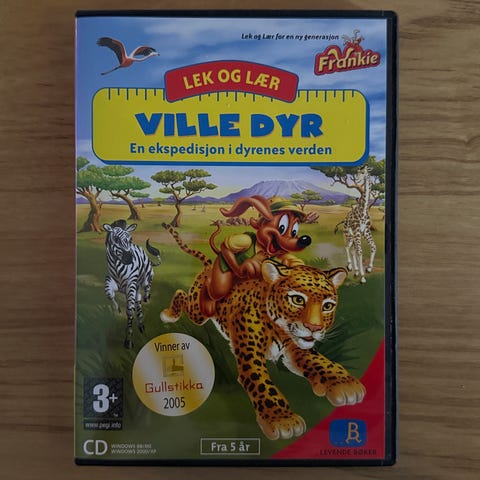 Lek og Lær for en ny generasjon
Frankie
LEK OG LÆR
VILLE DYR
En ekspedisjon i dyrenes verden
Vinner av
Gullstikka
2005
3+
www.pegi.info
CD WINDOWS 98/ME
WINDOWS 2000/XP
Fra 5 år
B
LEVENDE BØKER